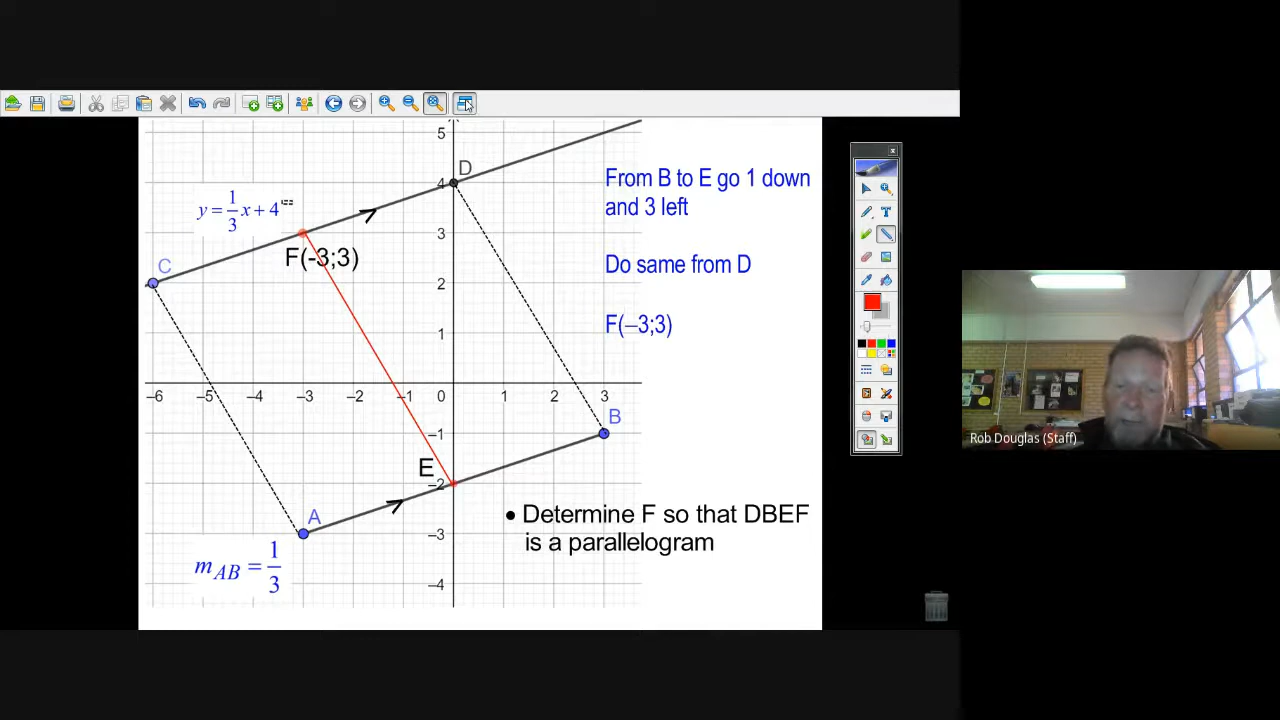 5
D
4
From B to E go 1 down
and 3 left
y = 1/3 x + 4
3
F(-3;3)
Do same from D
C
2
F(−3;3)
1
−6 −5 −4 −3 −2 −1 0 1 2 3
B
−1
Rob Douglas (Staff)
E
−2
A
• Determine F so that DBEF
is a parallelogram
−3
m AB = 1/3
−4